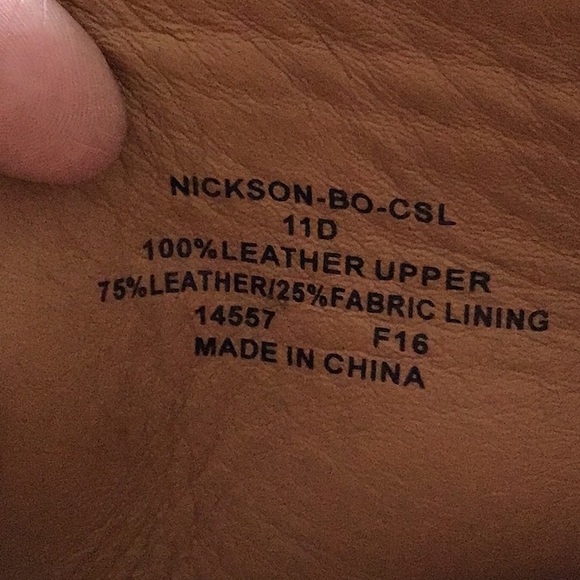 NICKSON-BO-CSL
11D
100%LEATHER UPPER
75%LEATHER/25%FABRIC LINING
14557 F16
MADE IN CHINA